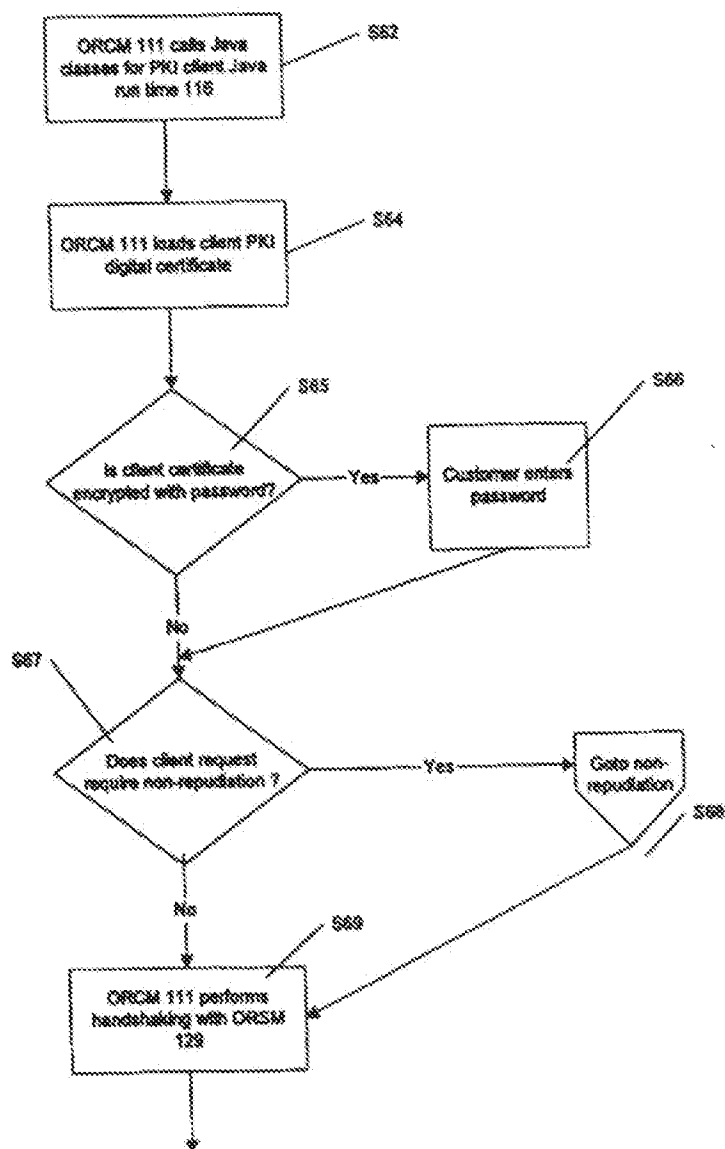 ORCM 111 calls Java
classes for PKI client Java
run time 116
S62
ORCM 111 loads client PKI
digital certificate
S64
S65
Is client certificate
encrypted with password?
Yes
S66
Customer enters
password
No
S67
Does client request
require non-repudiation ?
Yes
Goto non-
repudiation
S68
No
S69
ORCM 111 performs
handshaking with ORSM
129